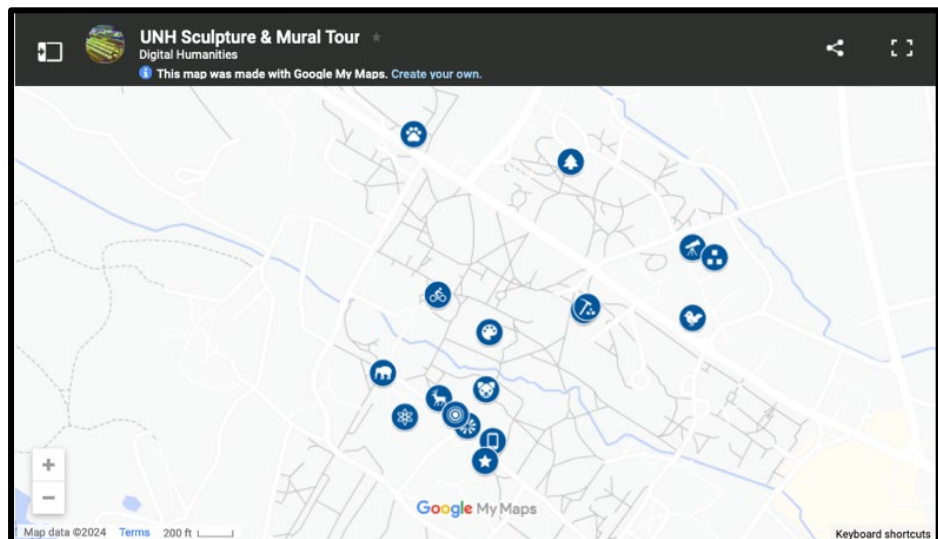 UNH Sculpture & Mural Tour
Digital Humanities
This map was made with Google My Maps. Create your own.
+
−
Google My Maps
Map data ©2024 Terms 200 ft Keyboard shortcuts